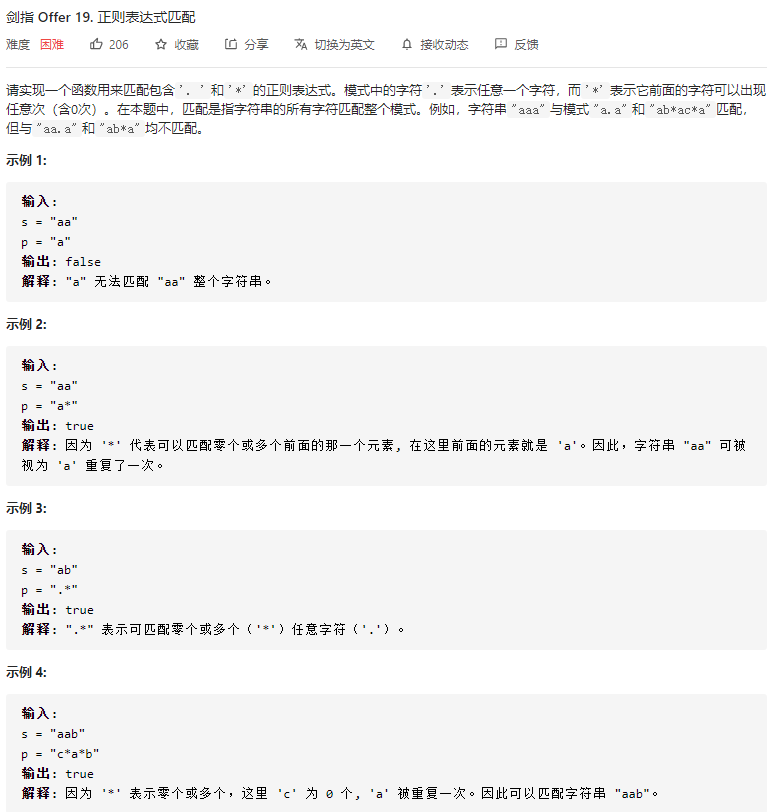 剑指 Offer 19. 正则表达式匹配
难度 困难 206 收藏 分享 切换为英文 接收动态 反馈
请实现一个函数用来匹配包含 '. ' 和 '*' 的正则表达式。模式中的字符 '.' 表示任意一个字符，而 '*' 表示它前面的字符可以出现
任意次（含0次）。在本题中，匹配是指字符串的所有字符匹配整个模式。例如，字符串 "aaa" 与模式 "a.a" 和 "ab*ac*a" 匹配，
但与 "aa.a" 和 "ab*a" 均不匹配。
示例 1:
输入:
s = "aa"
p = "a"
输出: false
解释: "a" 无法匹配 "aa" 整个字符串。
示例 2:
输入:
s = "aa"
p = "a*"
输出: true
解释: 因为 '*' 代表可以匹配零个或多个前面的那一个元素, 在这里前面的元素就是 'a'。因此，字符串 "aa" 可被
视为 'a' 重复了一次。
示例 3:
输入:
s = "ab"
p = ".*"
输出: true
解释: ".*" 表示可匹配零个或多个（'*'）任意字符（'.'）。
示例 4:
输入:
s = "aab"
p = "c*a*b"
输出: true
解释: 因为 '*' 表示零个或多个，这里 'c' 为 0 个, 'a' 被重复一次。因此可以匹配字符串 "aab"。